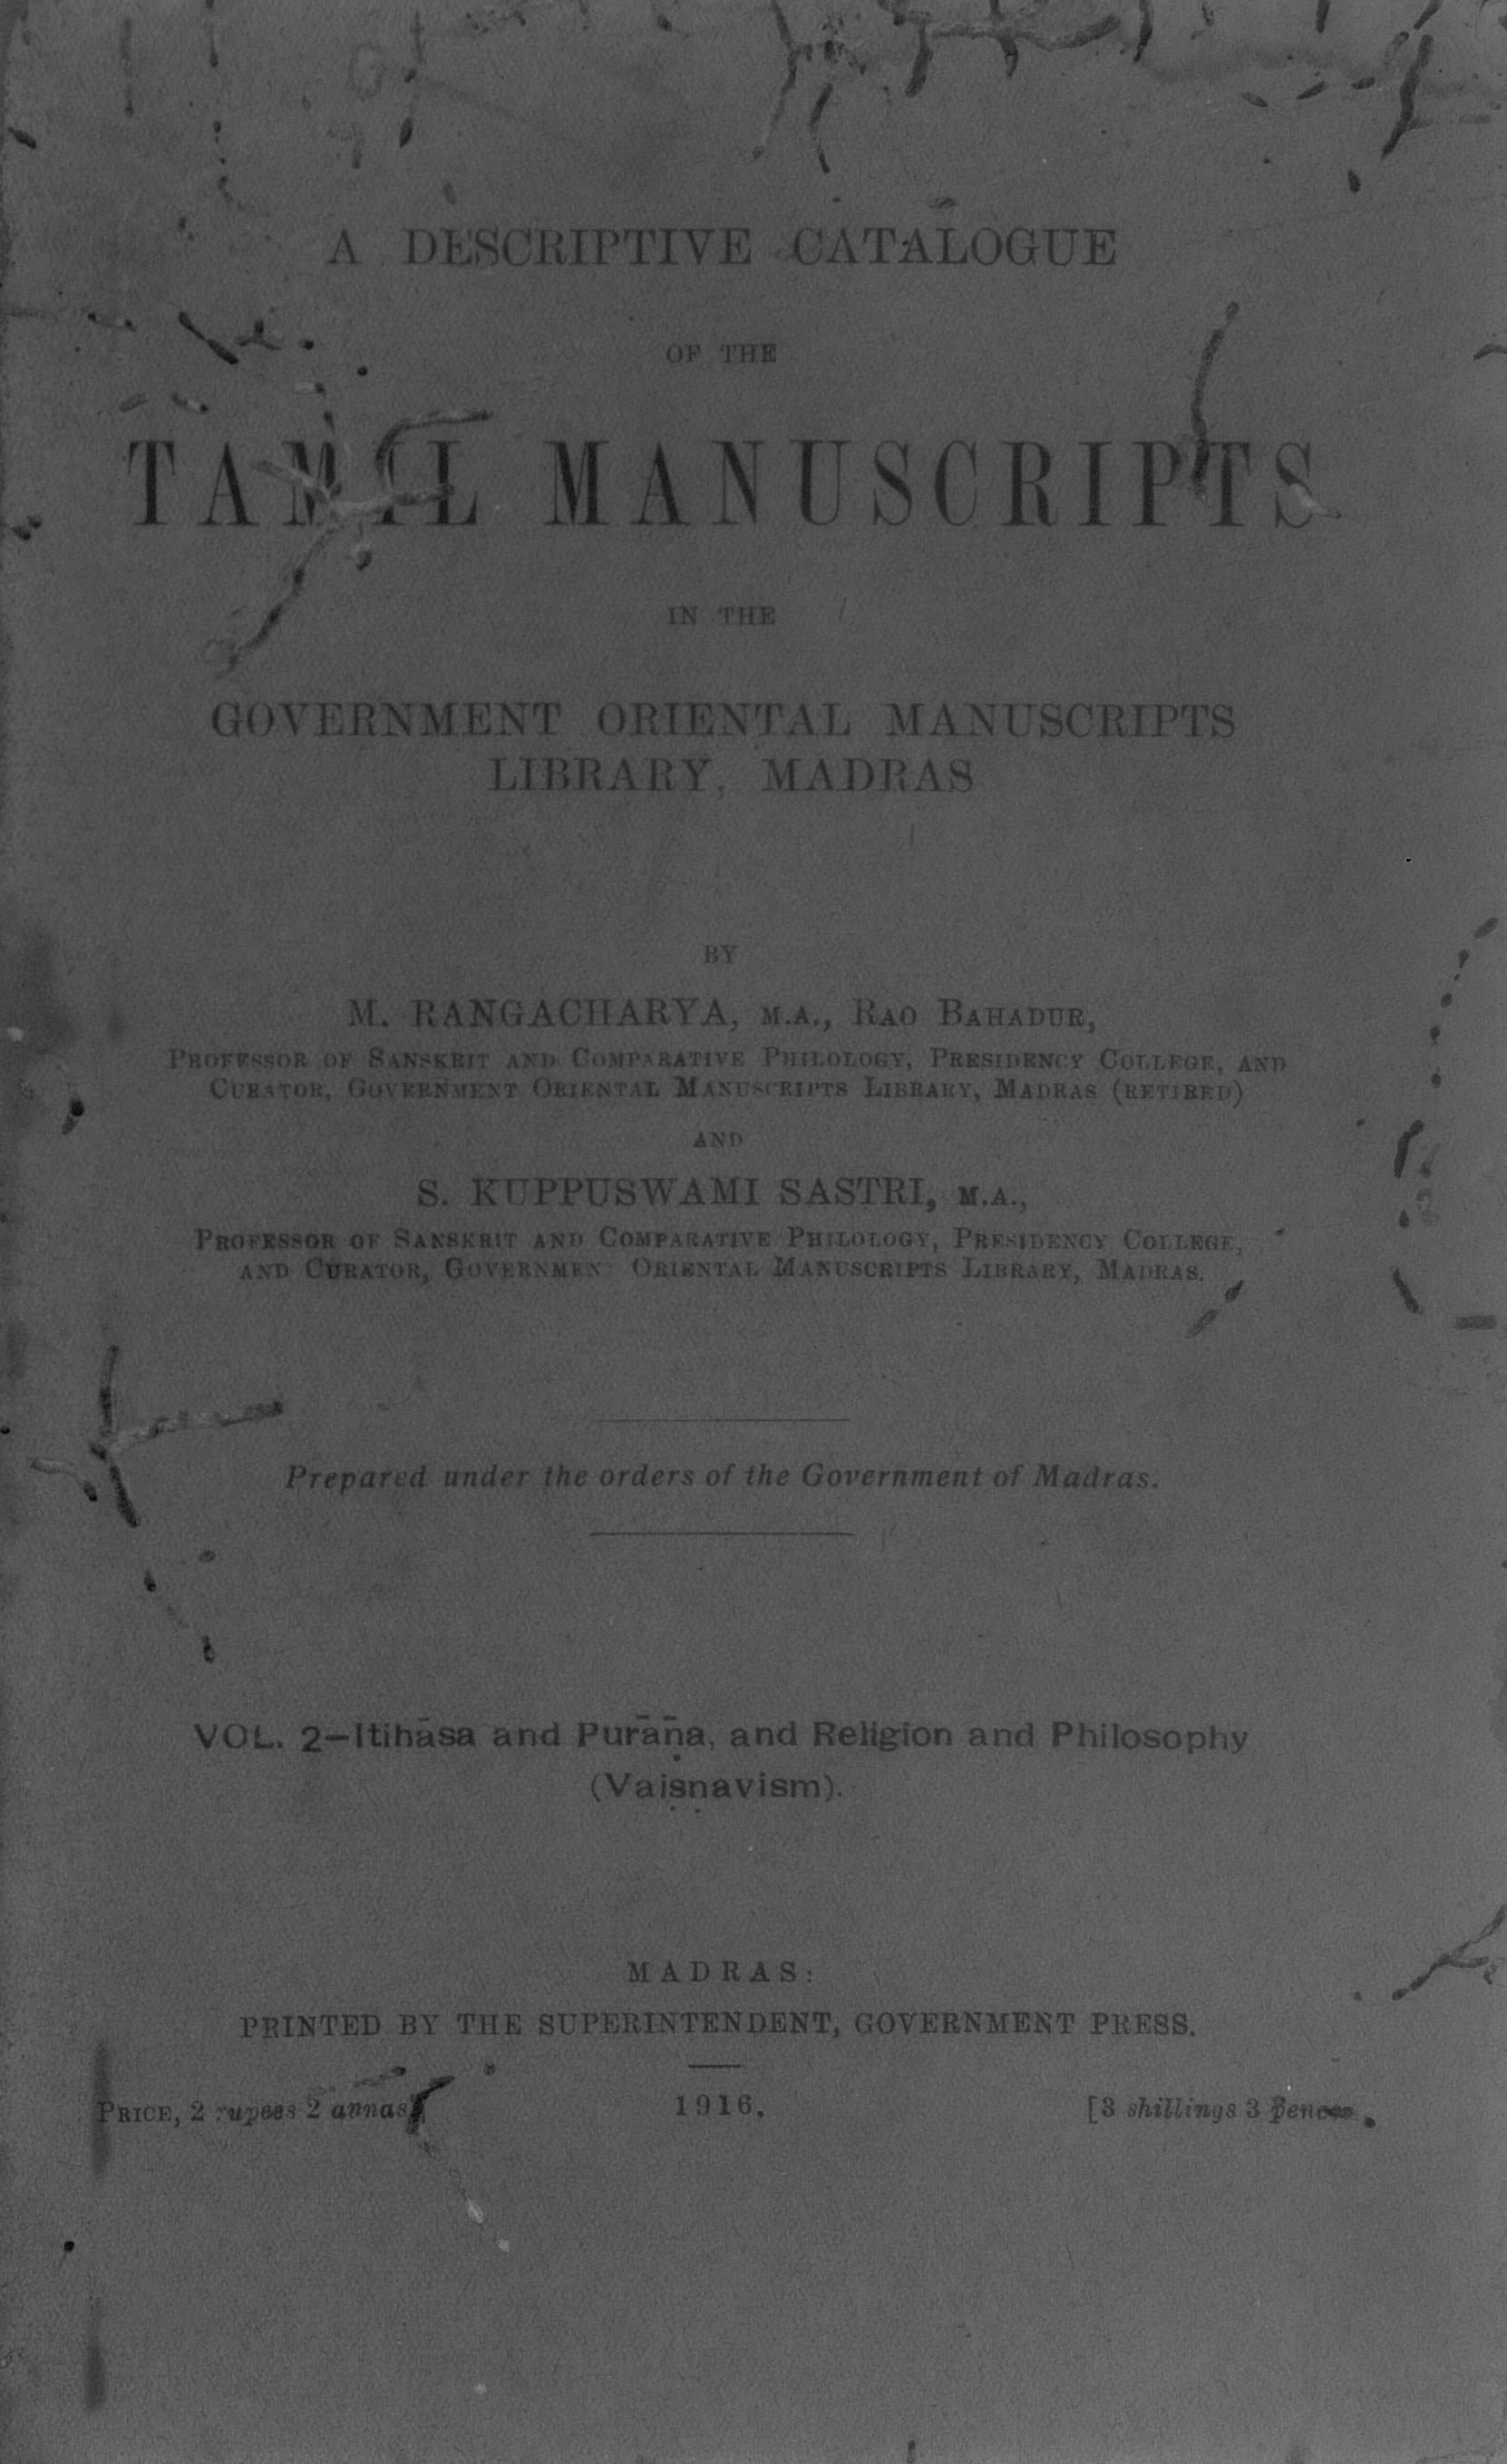 A DESCRIPTIVE CATALOGUE
OF THE
TAMIL MANUSCRIPTS
IN THE
GOVERNMENT ORIENTAL MANUSCRIPTS
LIBRARY, MADRAS
BY
M. RANGACHARYA, M.A., RAO BAHADUR,
PROFESSOR OF SANSKRIT AND COMPARATIVE PHILOLOGY, PRESIDENCY COLLEGE, AND
CURATOR, GOVERNMENT ORIENTAL MANUSCRIPTS LIBRARY, MADRAS (RETIRED)
AND
S. KUPPUSWAMI SASTRI, M.A.,
PROFESSOR OF SANSKRIT AND COMPARATIVE PHILOLOGY, PRESIDENCY COLLEGE,
AND CURATOR, GOVERNMENT ORIENTAL MANUSCRIPTS LIBRARY, MADRAS.
Prepared under the orders of the Government of Madras.
VOL. 2—Itihāsa and Purāṇa, and Religion and Philosophy
(Vaiṣṇavism).
MADRAS:
PRINTED BY THE SUPERINTENDENT, GOVERNMENT PRESS.
PRICE, 2 rupees 2 annas] 1916. [3 shillings 3 pence